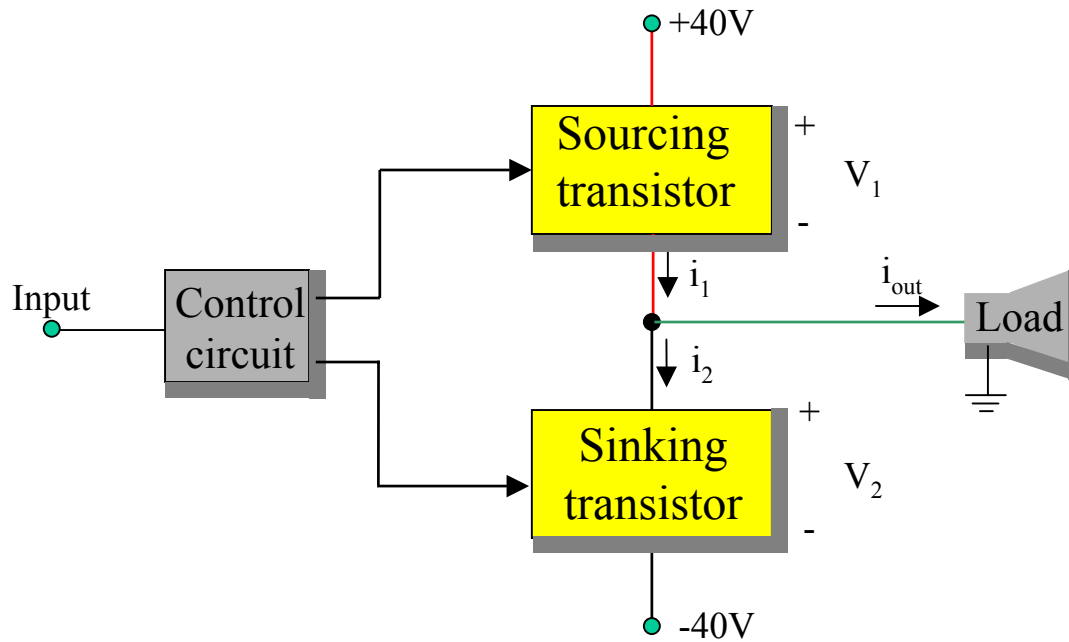 +40V
Sourcing
transistor
+
V₁
-
i₁
iout
Input
Control
circuit
Load
i₂
Sinking
transistor
+
V₂
-
-40V